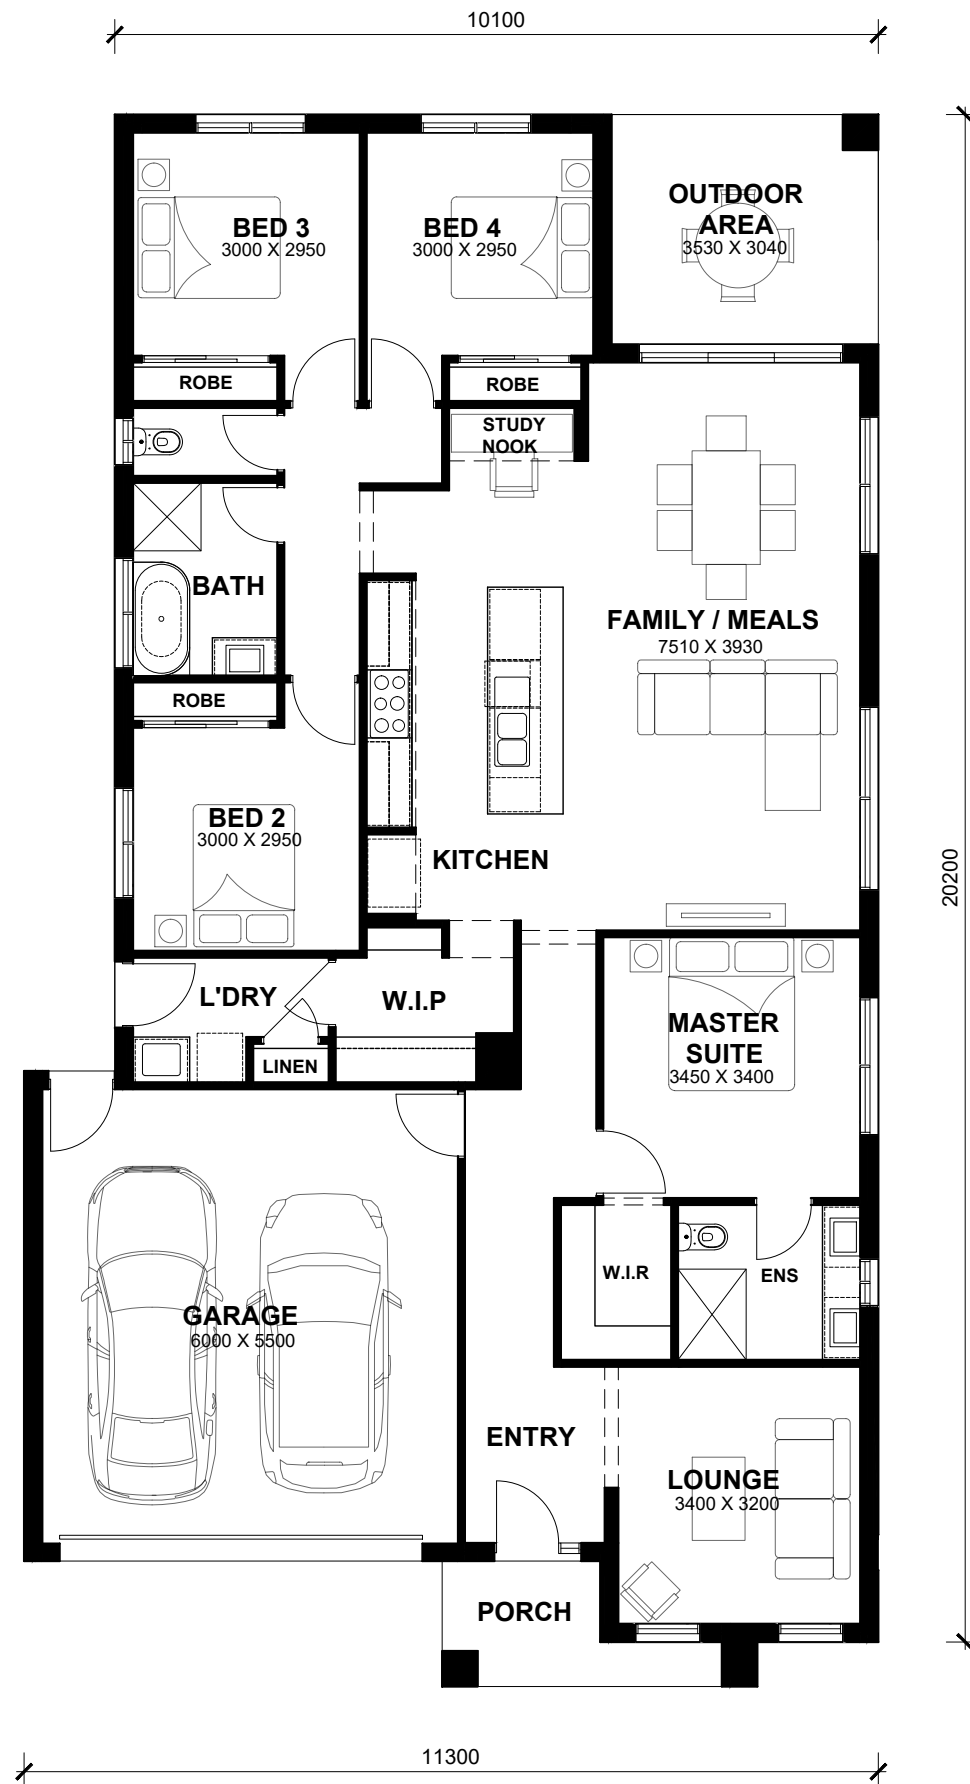 10100
BED 3
3000 X 2950
BED 4
3000 X 2950
OUTDOOR
AREA
3530 X 3040
ROBE
ROBE
STUDY
NOOK
BATH
FAMILY / MEALS
7510 X 3930
ROBE
BED 2
3000 X 2950
KITCHEN
20200
L'DRY
W.I.P
LINEN
MASTER
SUITE
3450 X 3400
W.I.R
ENS
GARAGE
6000 X 5500
ENTRY
LOUNGE
3400 X 3200
PORCH
11300